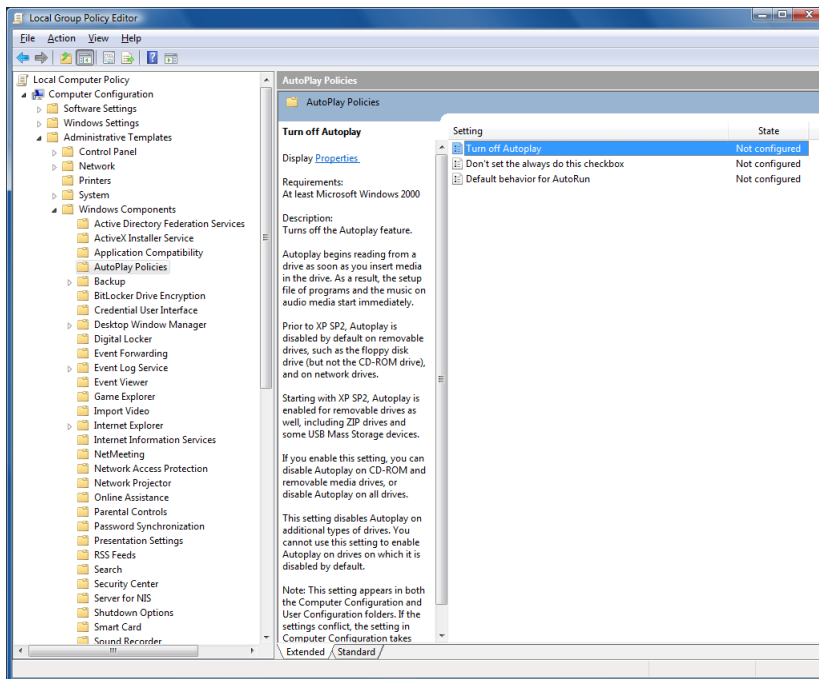 Local Group Policy Editor
File Action View Help
Local Computer Policy
Computer Configuration
Software Settings
Windows Settings
Administrative Templates
Control Panel
Network
Printers
System
Windows Components
Active Directory Federation Services
ActiveX Installer Service
Application Compatibility
AutoPlay Policies
Backup
BitLocker Drive Encryption
Credential User Interface
Desktop Window Manager
Digital Locker
Event Forwarding
Event Log Service
Event Viewer
Game Explorer
Import Video
Internet Explorer
Internet Information Services
NetMeeting
Network Access Protection
Network Projector
Online Assistance
Parental Controls
Password Synchronization
Presentation Settings
RSS Feeds
Search
Security Center
Server for NIS
Shutdown Options
Smart Card
Sound Recorder
AutoPlay Policies
AutoPlay Policies
Turn off Autoplay
Display Properties
Requirements:
At least Microsoft Windows 2000
Description:
Turns off the Autoplay feature.
Autoplay begins reading from a
drive as soon as you insert media
in the drive. As a result, the setup
file of programs and the music on
audio media start immediately.
Prior to XP SP2, Autoplay is
disabled by default on removable
drives, such as the floppy disk
drive (but not the CD-ROM drive),
and on network drives.
Starting with XP SP2, Autoplay is
enabled for removable drives as
well, including ZIP drives and
some USB Mass Storage devices.
If you enable this setting, you can
disable Autoplay on CD-ROM and
removable media drives, or
disable Autoplay on all drives.
This setting disables Autoplay on
additional types of drives. You
cannot use this setting to enable
Autoplay on drives on which it is
disabled by default.
Note: This setting appears in both
the Computer Configuration and
User Configuration folders. If the
settings conflict, the setting in
Computer Configuration takes
Setting State
Turn off Autoplay Not configured
Don't set the always do this checkbox Not configured
Default behavior for AutoRun Not configured
Extended Standard